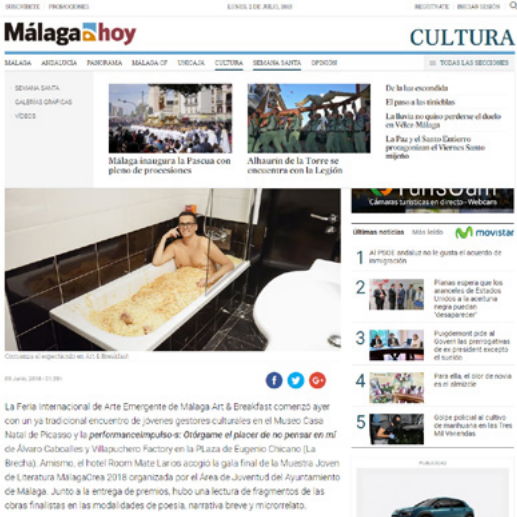 SUSCRÍBETE PROMOCIONES
LUNES, 2 DE JULIO, 2018
REGÍSTRATE INICIAR SESIÓN
Málaga hoy
CULTURA
MÁLAGA ANDALUCÍA PANORAMA MÁLAGA CF UNICAJA CULTURA SEMANA SANTA OPINIÓN
TODAS LAS SECCIONES
SEMANA SANTA
GALERÍAS GRÁFICAS
VÍDEOS
Málaga inaugura la Pascua con
pleno de procesiones
Alhaurín de la Torre se
encuentra con la Legión
De la luz escondida
El paso a las tinieblas
La lluvia no quiso perderse el duelo
en Vélez-Málaga
La Paz y el Santo Entierro
protagonizan el Viernes Santo
mijeño
Cámaras turísticas en directo - Webcams
Comienza el espectáculo en Art & Breakfast
La Feria Internacional de Arte Emergente de Málaga Art & Breakfast comenzó ayer
con un ya tradicional encuentro de jóvenes gestores culturales en el Museo Casa
Natal de Picasso y la performanceimpulso-s: Otórgame el placer de no pensar en mí
de Álvaro Caboalles y Villapuchero Factory en la PLaza de Eugenio Chicano (La
Brecha). Amismo, el hotel Room Mate Larios acogió la gala final de la Muestra Joven
de Literatura MálagaCrea 2018 organizada por el Área de Juventud del Ayuntamiento
de Málaga. Junto a la entrega de premios, hubo una lectura de fragmentos de las
obras finalistas en las modalidades de poesía, narrativa breve y microrrelato.
Últimas noticias Más leído movistar
1 Al PSOE andaluz no le gusta el acuerdo de
inmigración
2 Planas espera que los
aranceles de Estados
Unidos a la aceituna
negra puedan
"desaparecer"
3 Puigdemont pide al
Govern las prerrogativas
de ex president excepto
el sueldo
4 Para ella, el olor de novia
es el almizcle
5 Golpe policial al cultivo
de marihuana en las Tres
Mil Viviendas
PUBLICIDAD